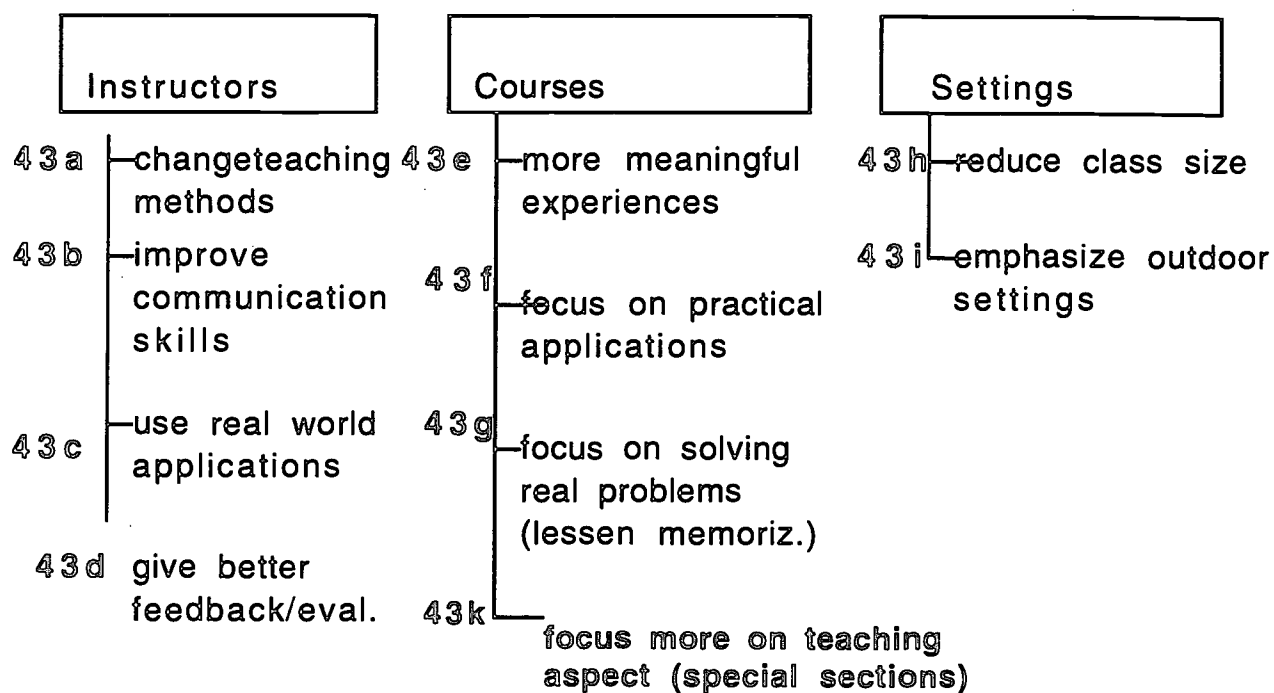 Instructors
43a changeteaching
methods
43b improve
communication
skills
43c use real world
applications
43d give better
feedback/eval.
Courses
43e more meaningful
experiences
43f focus on practical
applications
43g focus on solving
real problems
(lessen memoriz.)
43k focus more on teaching
aspect (special sections)
Settings
43h reduce class size
43i emphasize outdoor
settings